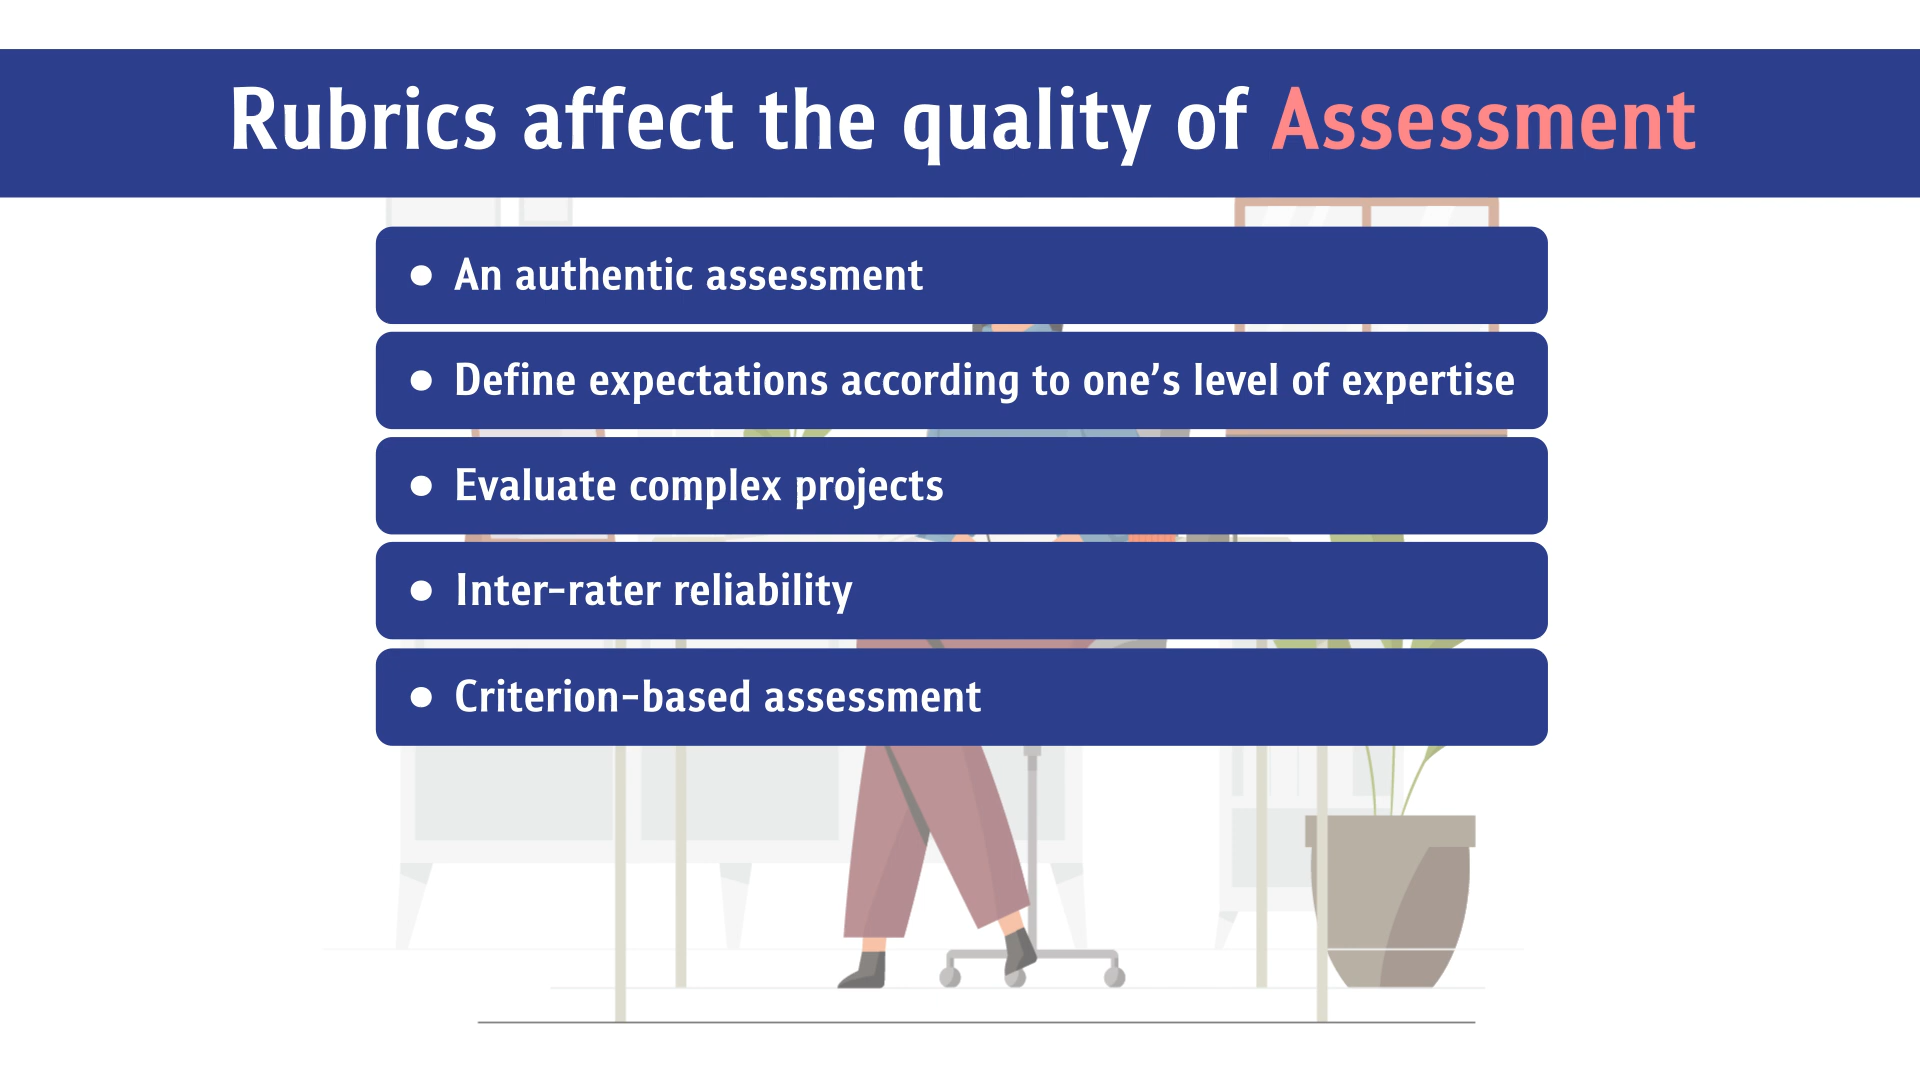 Rubrics affect the quality of Assessment
• An authentic assessment
• Define expectations according to one’s level of expertise
• Evaluate complex projects
• Inter-rater reliability
• Criterion-based assessment